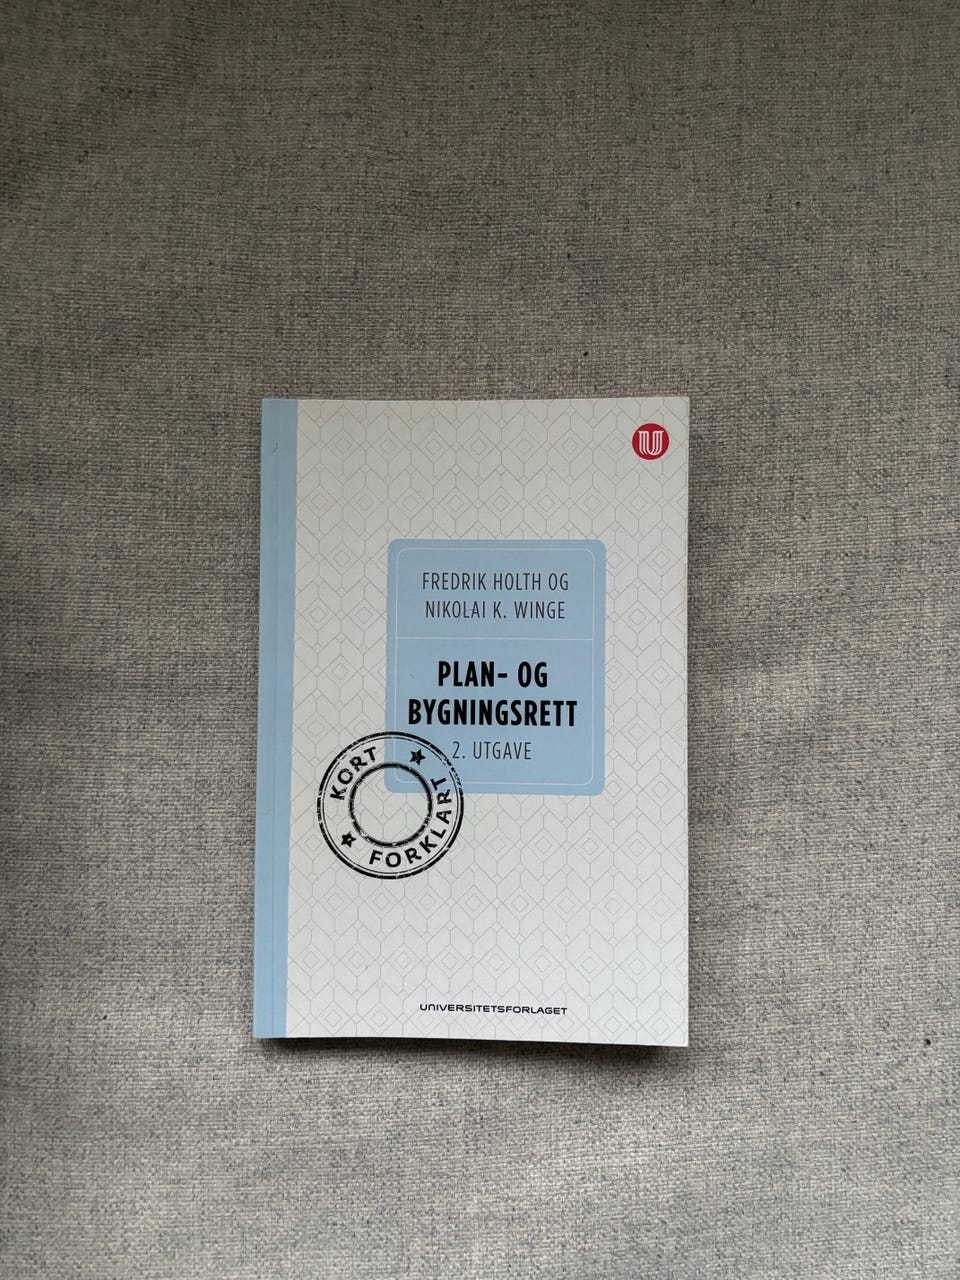 U
FREDRIK HOLTH OG
NIKOLAI K. WINGE
PLAN- OG
BYGNINGSRETT
2. UTGAVE
KORT
FORKLART
UNIVERSITETSFORLAGET